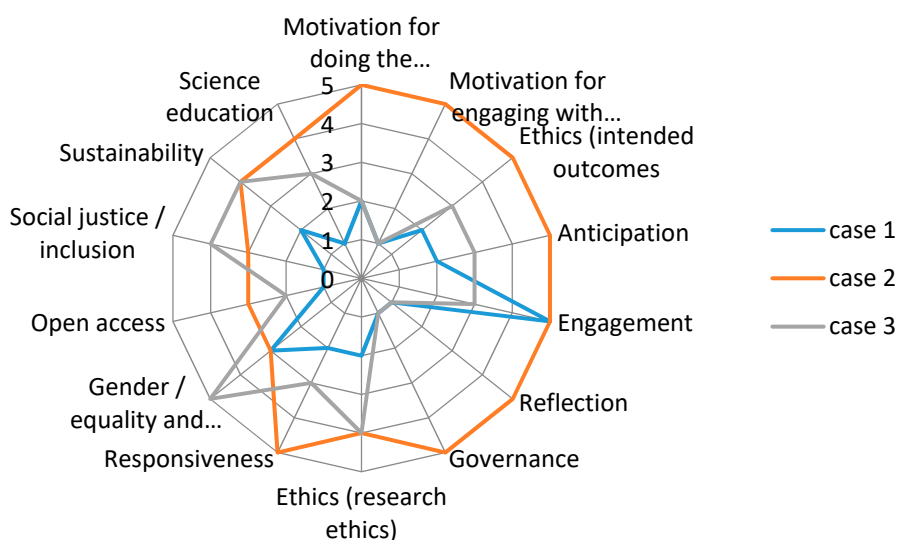 Motivation for
doing the...
Motivation for
engaging with...
Ethics (intended
outcomes
Anticipation
Engagement
Reflection
Governance
Ethics (research
ethics)
Responsiveness
Gender /
equality and...
Open access
Social justice /
inclusion
Sustainability
Science
education
5
4
3
2
1
0
case 1
case 2
case 3